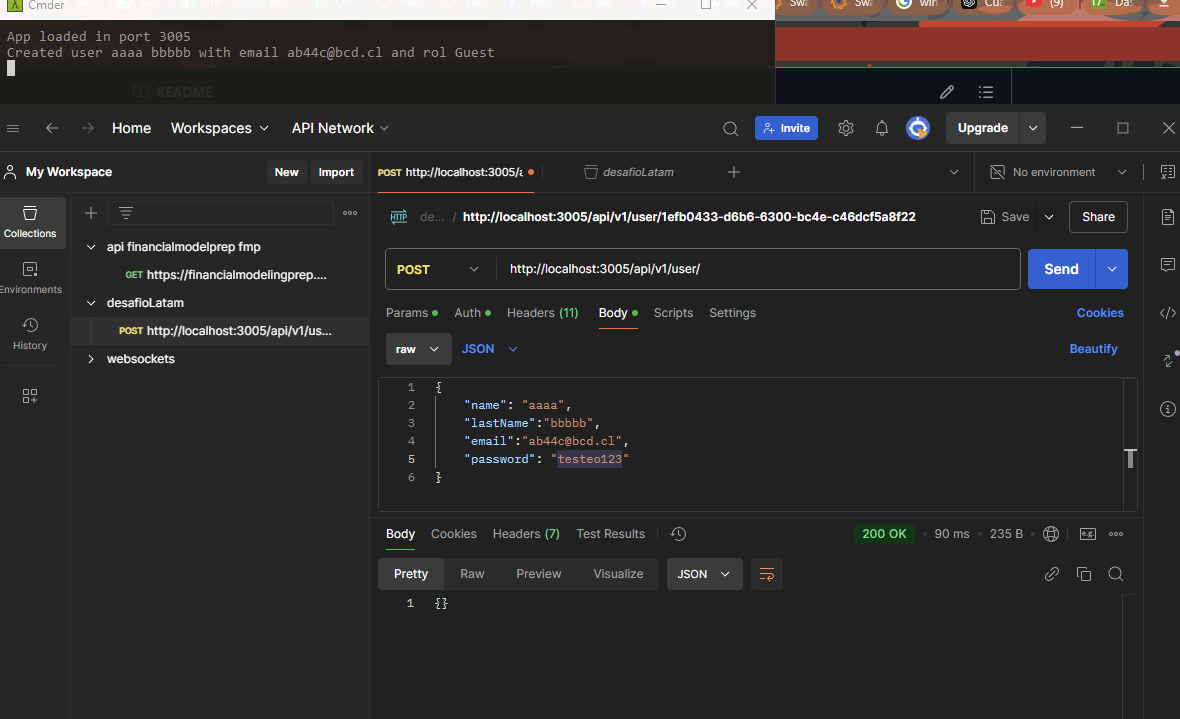 Cmder
App loaded in port 3005
Created user aaaa bbbbb with email ab44c@bcd.cl and rol Guest
README
Home Workspaces API Network Invite Upgrade
My Workspace New Import
POST http://localhost:3005/a desafioLatam No environment
Collections
Environments
History
api financialmodelprep fmp
GET https://financialmodelingprep....
desafioLatam
POST http://localhost:3005/api/v1/us...
websockets
HTTP de... / http://localhost:3005/api/v1/user/1efb0433-d6b6-6300-bc4e-c46dcf5a8f22 Save Share
POST http://localhost:3005/api/v1/user/ Send
Params Auth Headers (11) Body Scripts Settings Cookies
raw JSON Beautify
1 {
2 "name": "aaaa",
3 "lastName":"bbbbb",
4 "email":"ab44c@bcd.cl",
5 "password": "testeo123"
6 }
Body Cookies Headers (7) Test Results 200 OK 90 ms 235 B
Pretty Raw Preview Visualize JSON
1 {}